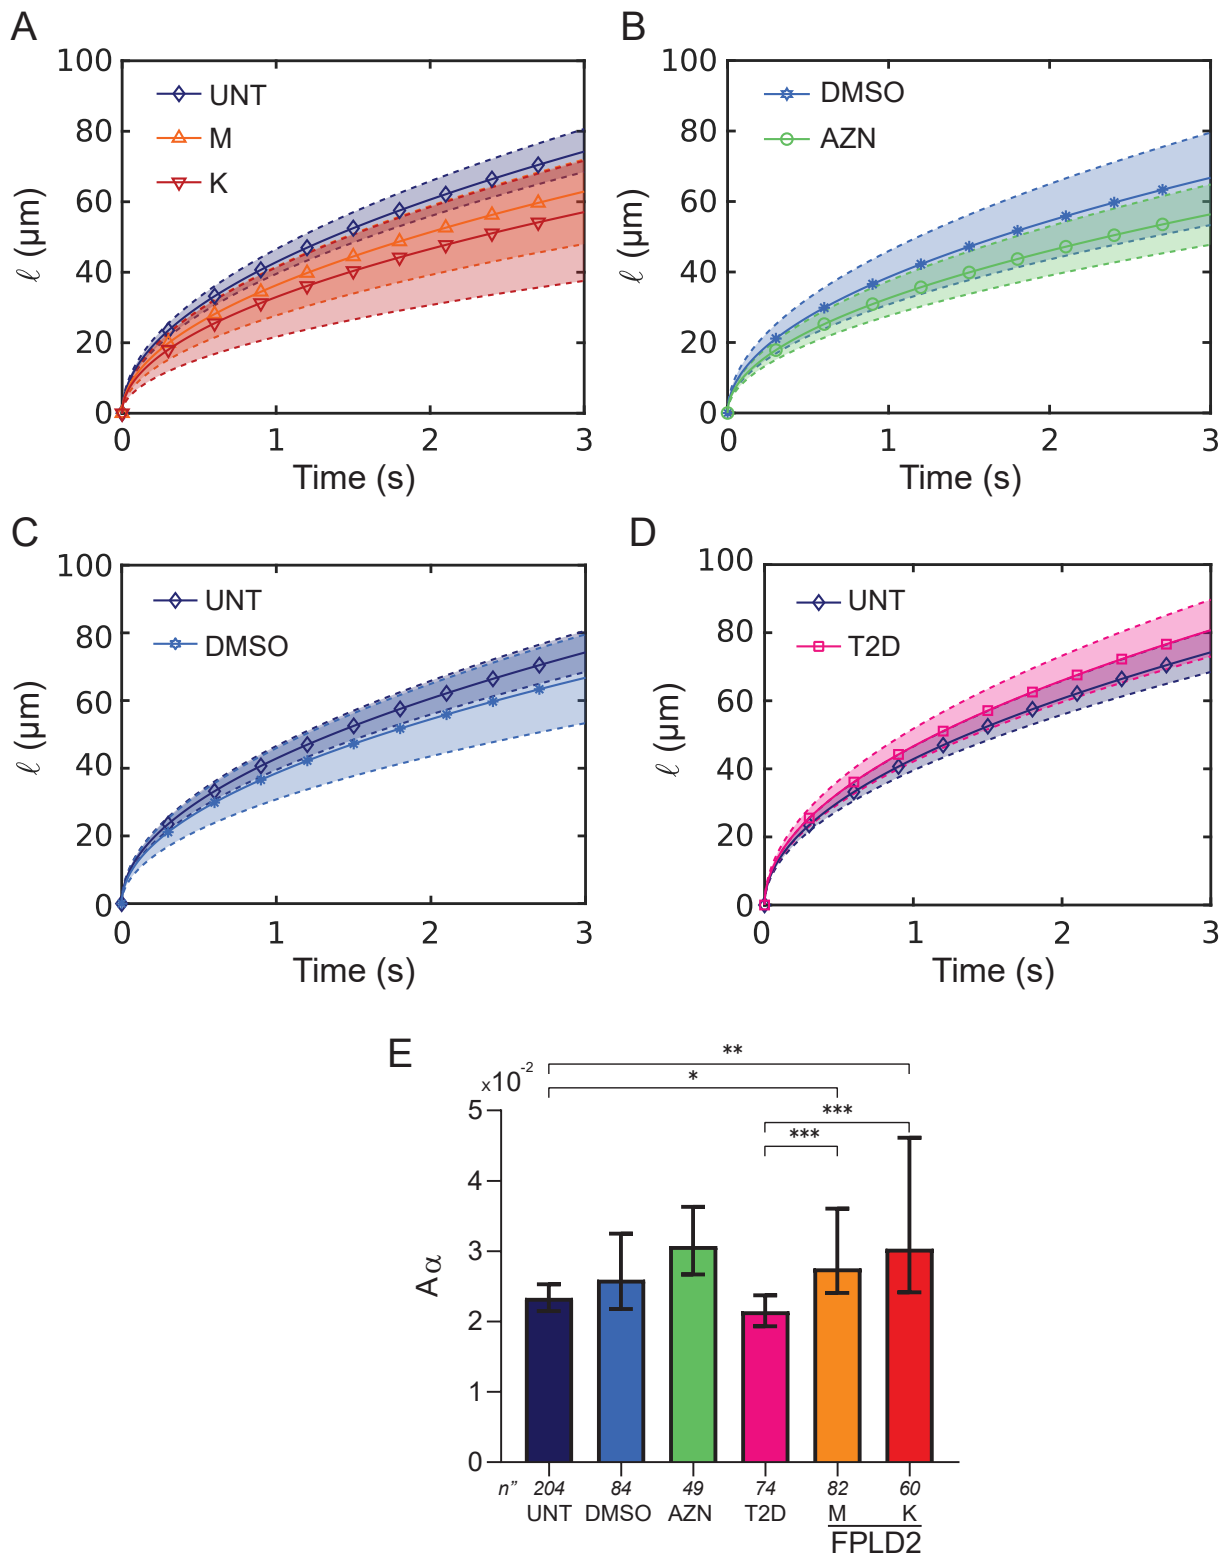 A
100
80
60
40
20
0
ℓ (μm)
UNT
M
K
0 1 2 3
Time (s)
B
100
80
60
40
20
0
ℓ (μm)
DMSO
AZN
0 1 2 3
Time (s)
C
100
80
60
40
20
0
ℓ (μm)
UNT
DMSO
0 1 2 3
Time (s)
D
100
80
60
40
20
0
ℓ (μm)
UNT
T2D
0 1 2 3
Time (s)
E
×10⁻²
**
*
***
***
5
4
3
2
1
0
Aα
n” 204 84 49 74 82 60
UNT DMSO AZN T2D M K
FPLD2